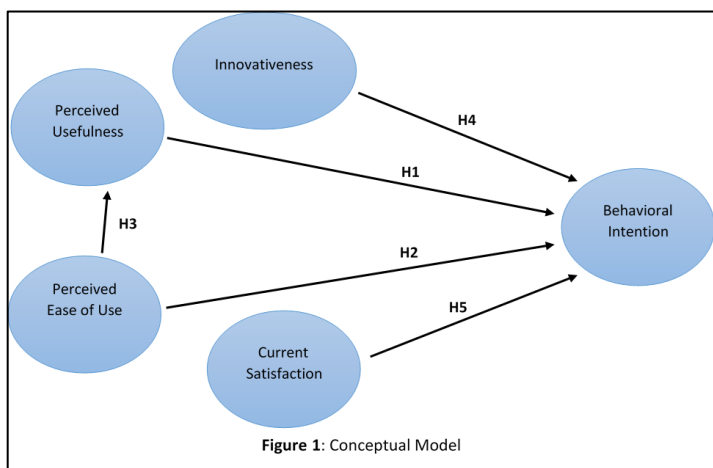 Innovativeness
Perceived
Usefulness
H4
H1
Behavioral
Intention
H3
H2
Perceived
Ease of Use
H5
Current
Satisfaction
Figure 1: Conceptual Model